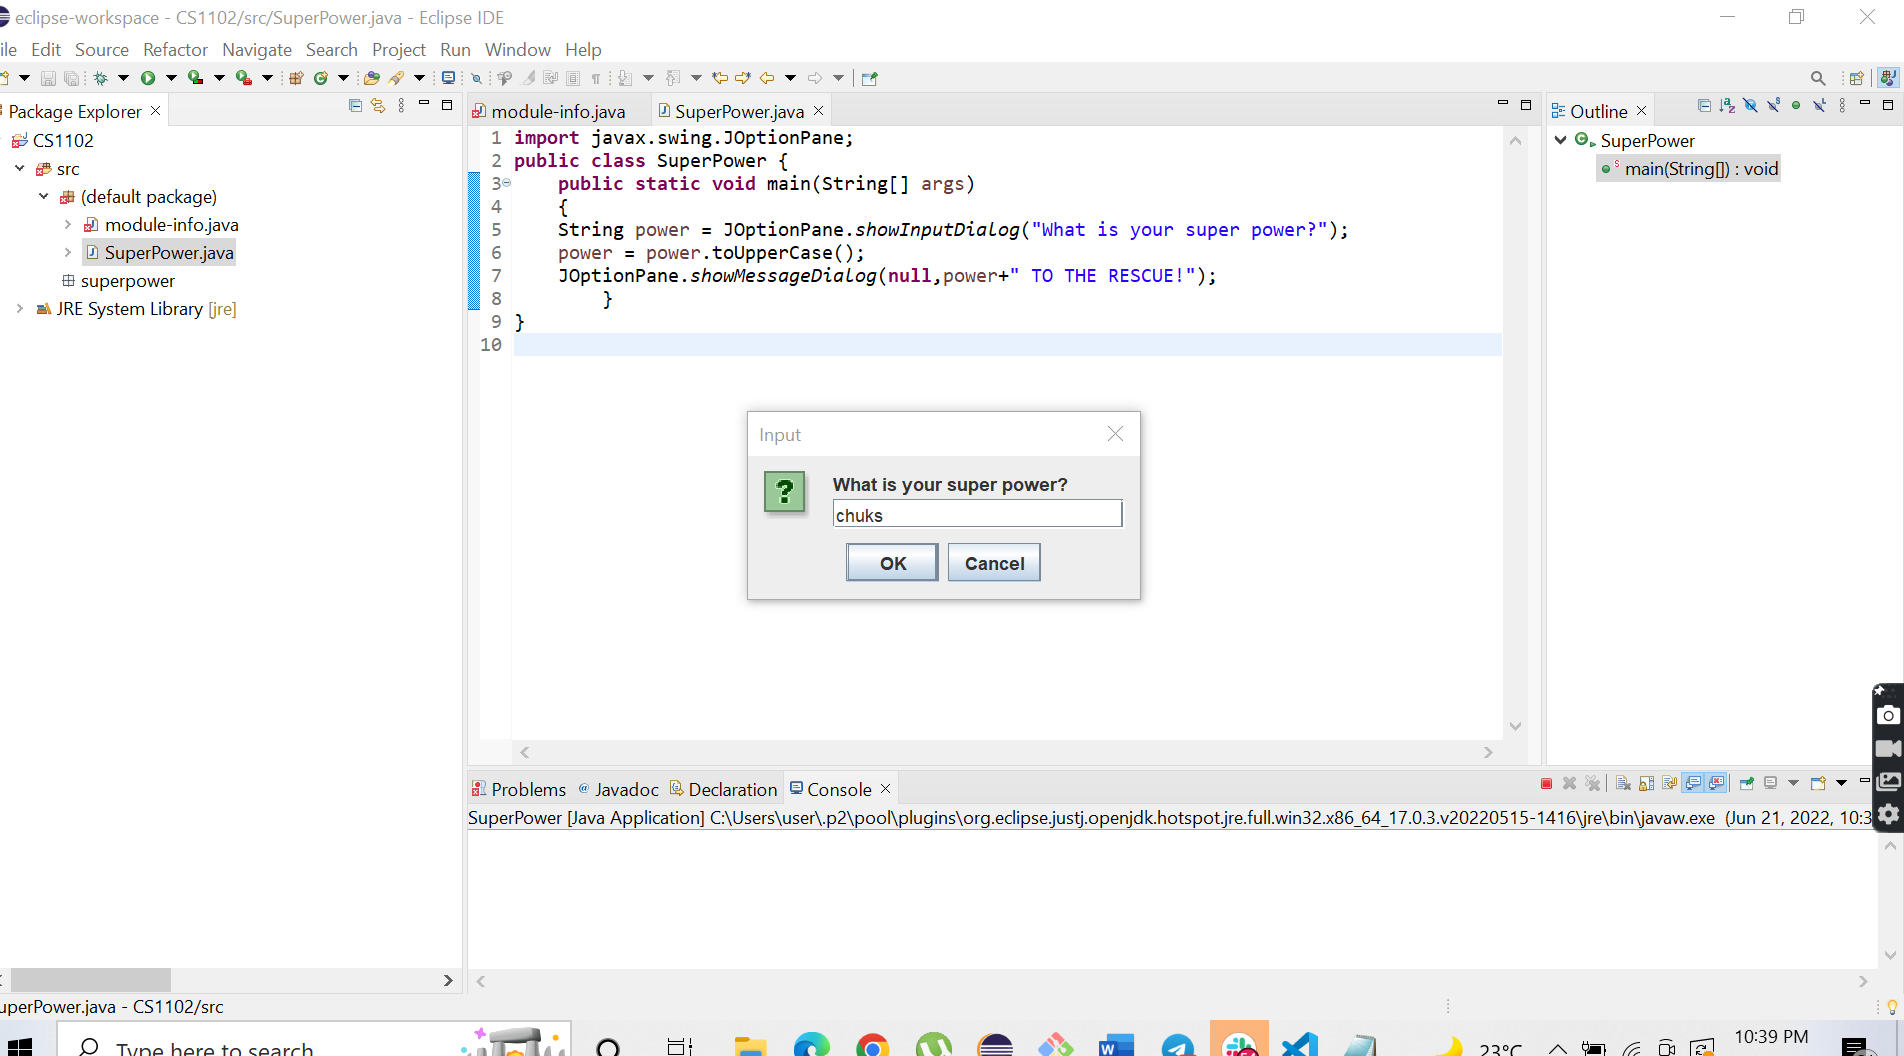 eclipse-workspace - CS1102/src/SuperPower.java - Eclipse IDE
ile Edit Source Refactor Navigate Search Project Run Window Help
Package Explorer
module-info.java
SuperPower.java
Outline
CS1102
src
(default package)
module-info.java
SuperPower.java
superpower
JRE System Library [jre]
1 import javax.swing.JOptionPane;
2 public class SuperPower {
3 public static void main(String[] args)
4 {
5 String power = JOptionPane.showInputDialog("What is your super power?");
6 power = power.toUpperCase();
7 JOptionPane.showMessageDialog(null,power+" TO THE RESCUE!");
8 }
9 }
10
SuperPower
main(String[]) : void
Input
What is your super power?
chuks
OK Cancel
Problems Javadoc Declaration Console
SuperPower [Java Application] C:\Users\user\.p2\pool\plugins\org.eclipse.justj.openjdk.hotspot.jre.full.win32.x86_64_17.0.3.v20220515-1416\jre\bin\javaw.exe (Jun 21, 2022, 10:3
uperPower.java - CS1102/src
Type here to search
23°C
10:39 PM